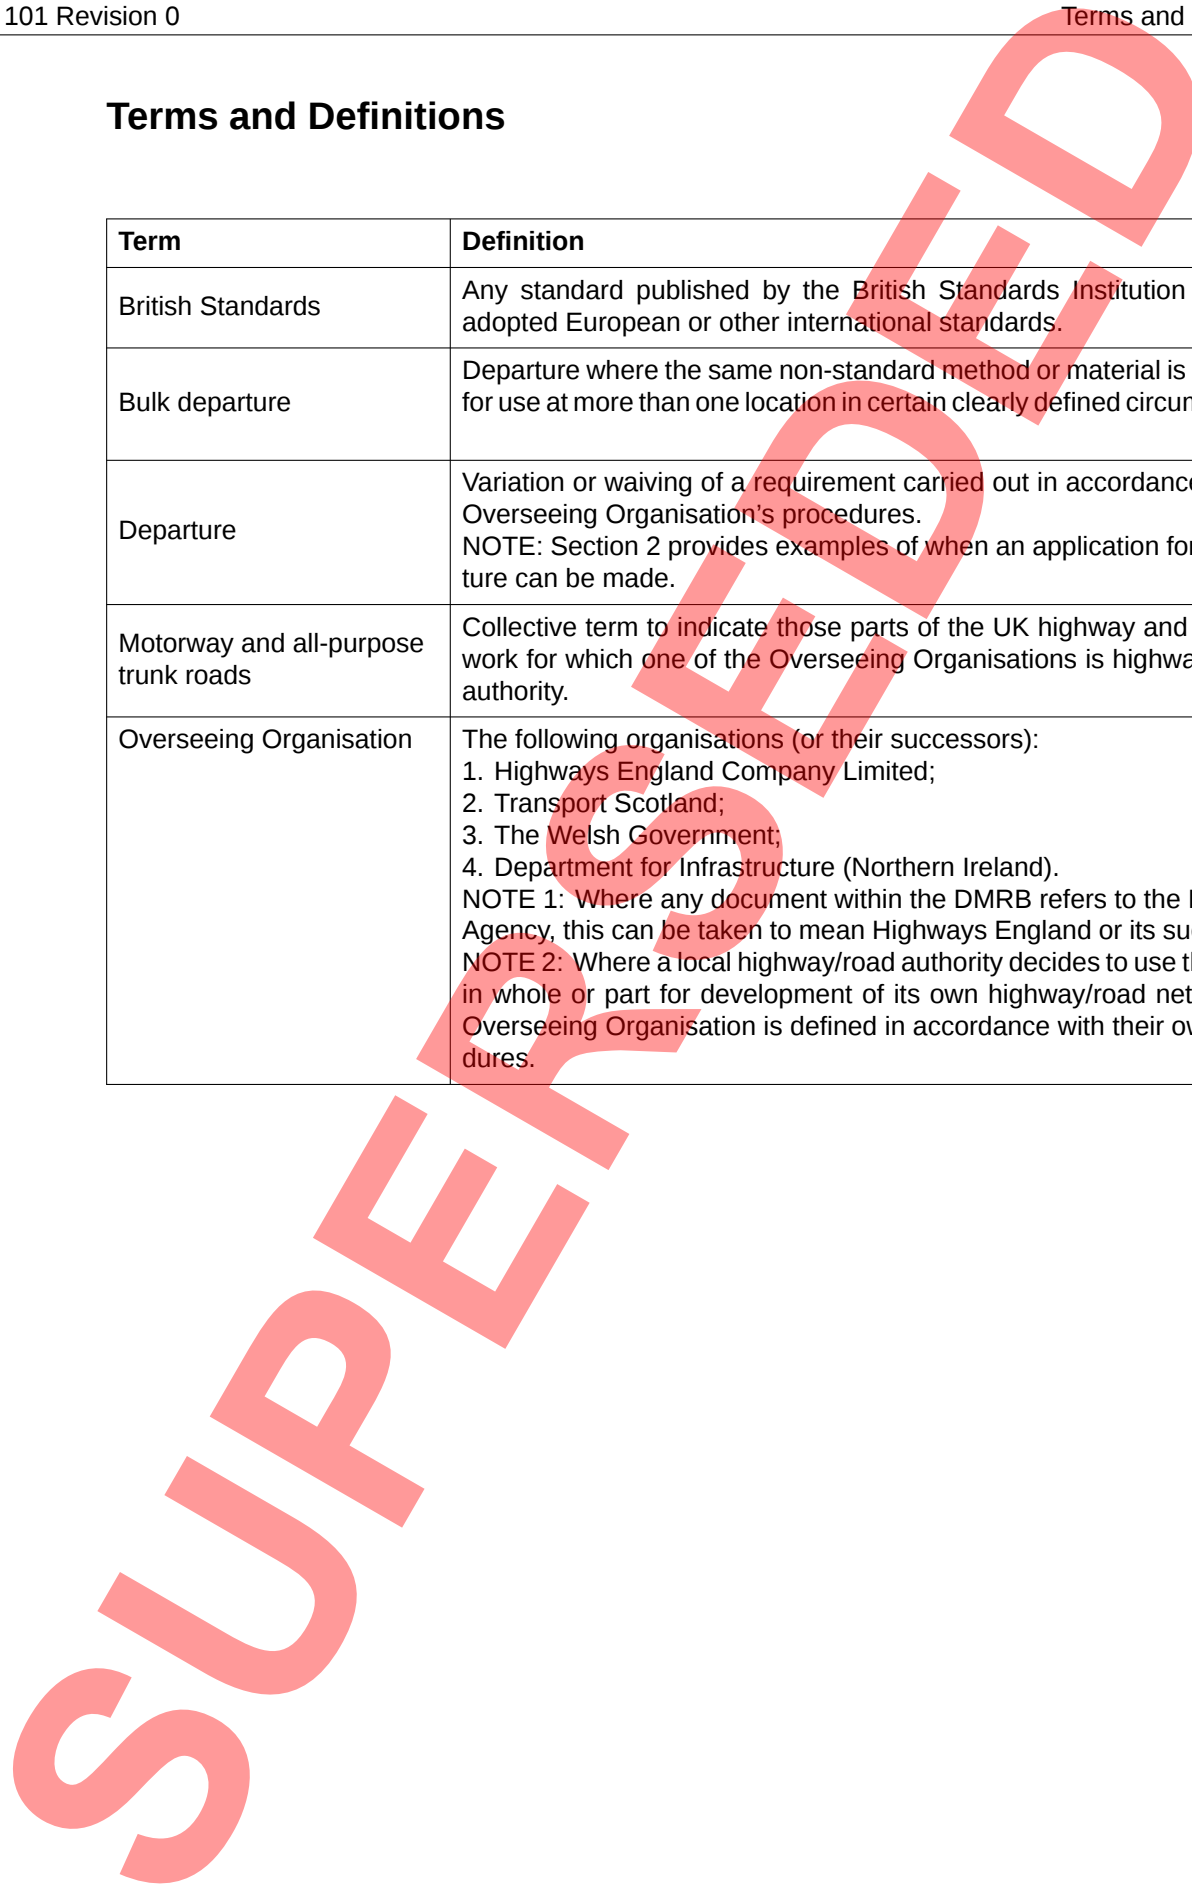 101 Revision 0
Terms and
Terms and Definitions
Term
Definition
British Standards
Any standard published by the British Standards Institution
adopted European or other international standards.
Bulk departure
Departure where the same non-standard method or material is
for use at more than one location in certain clearly defined
Departure
Variation or waiving of a requirement carried out in accordance
Overseeing Organisation's procedures.
NOTE: Section 2 provides examples of when an application for
ture can be made.
Motorway and all-purpose
trunk roads
Collective term to indicate those parts of the UK highway and
work for which one of the Overseeing Organisations is
authority.
Overseeing Organisation
The following organisations (or their successors):
1. Highways England Company Limited;
2. Transport Scotland;
3. The Welsh Government;
4. Department for Infrastructure (Northern Ireland).
NOTE 1: Where any document within the DMRB refers to the
Agency, this can be taken to mean Highways England or its
NOTE 2: Where a local highway/road authority decides to use
in whole or part for development of its own highway/road
Overseeing Organisation is defined in accordance with their
dures.
SUPERSEDED